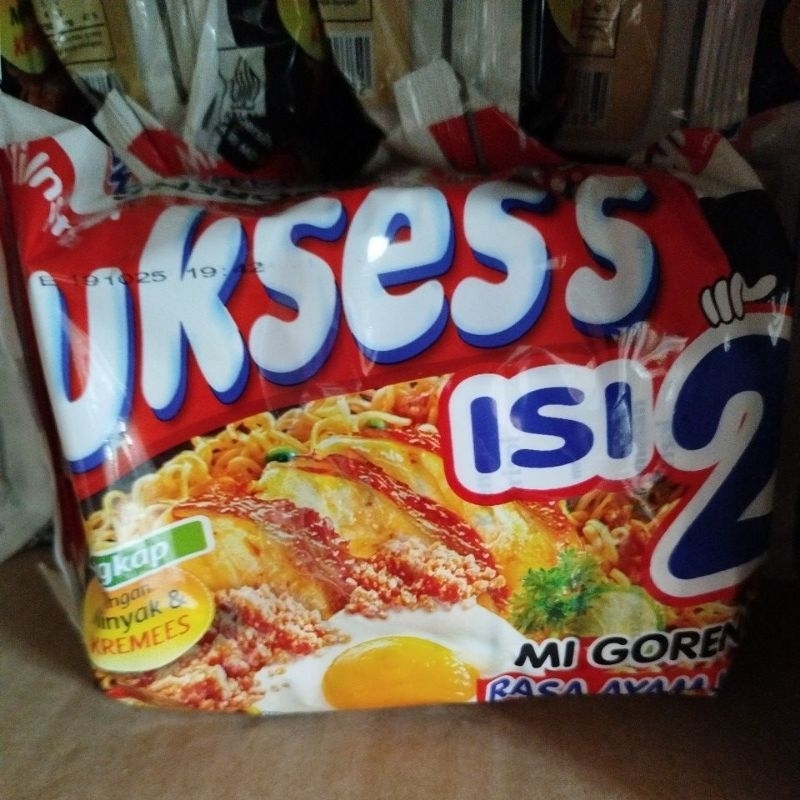 uksess
E 191025 19:42
ISI 2
gkap
ngan
inyak &
KREMEES
MI GOREN
RASA AYAM